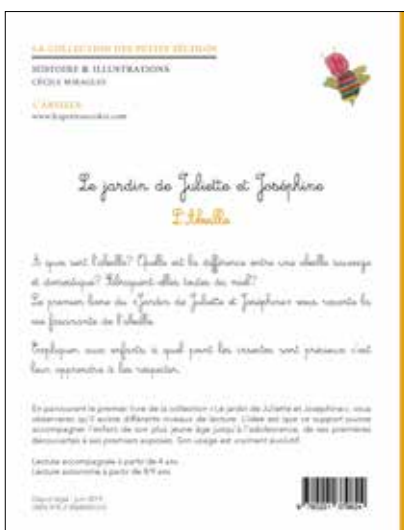 LA COLLECTION DES PETITS
HISTOIRE & ILLUSTRATIONS
CÉCILE MIRAGLES
L'ABEILLE
Le jardin de Juliette et Joséphine
L'Abeille
À quoi sert l'abeille? Quelle est la différence entre une abeille sauvage
et domestique? Fabriquent-elles toutes du miel?
Le premier livre du «Jardin de Juliette et Joséphine» vous raconte la
vie fascinante de l'abeille.
Expliquer aux enfants à quel point les insectes sont précieux c'est
leur apprendre à les respecter.
En parcourant le premier livre de la collection «Le jardin de Juliette et Joséphine», vous
observerez qu'il existe différents niveaux de lecture. L'idée est que ce support puisse
accompagner l'enfant de son plus jeune âge jusqu'à l'adolescence, de ses premières
découvertes à ses premiers exposés. Son usage est vraiment évolutif.
Lecture accompagnée à partir de 4 ans
Lecture autonome à partir de 8/9 ans
Dépôt légal : juin 2019